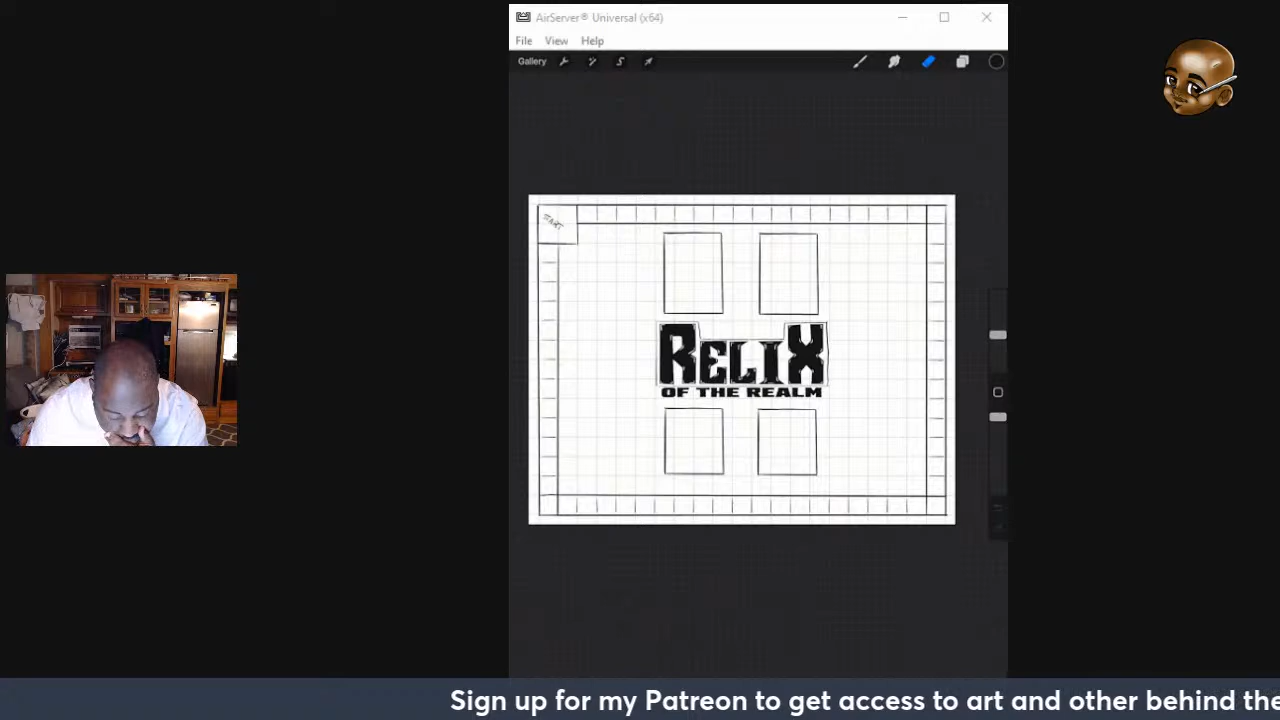 AirServer® Universal (x64)
File View Help
Gallery
START
RELIX
OF THE REALM
Sign up for my Patreon to get access to art and other behind the